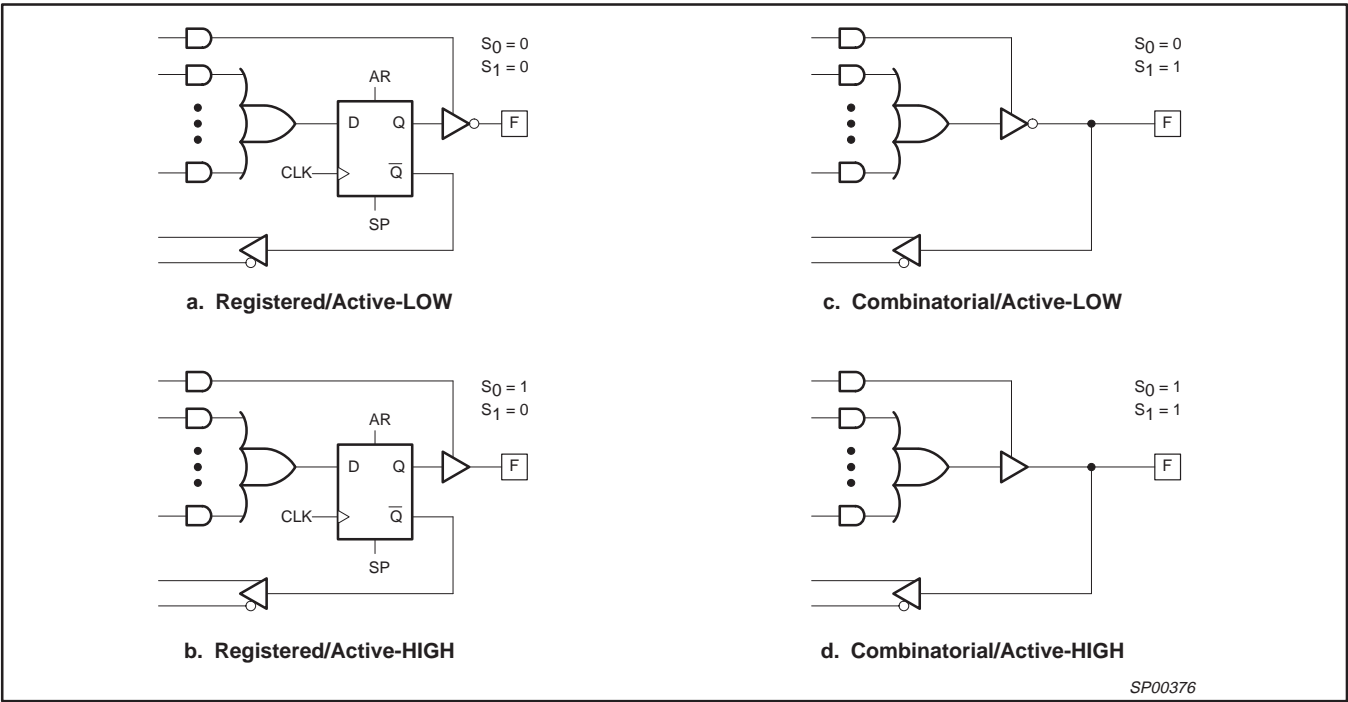 S0 = 0
S1 = 0
AR
D Q
F
CLK
Q
SP
a. Registered/Active-LOW
S0 = 0
S1 = 1
F
c. Combinatorial/Active-LOW
S0 = 1
S1 = 0
AR
D Q
F
CLK
Q
SP
b. Registered/Active-HIGH
S0 = 1
S1 = 1
F
d. Combinatorial/Active-HIGH
SP00376